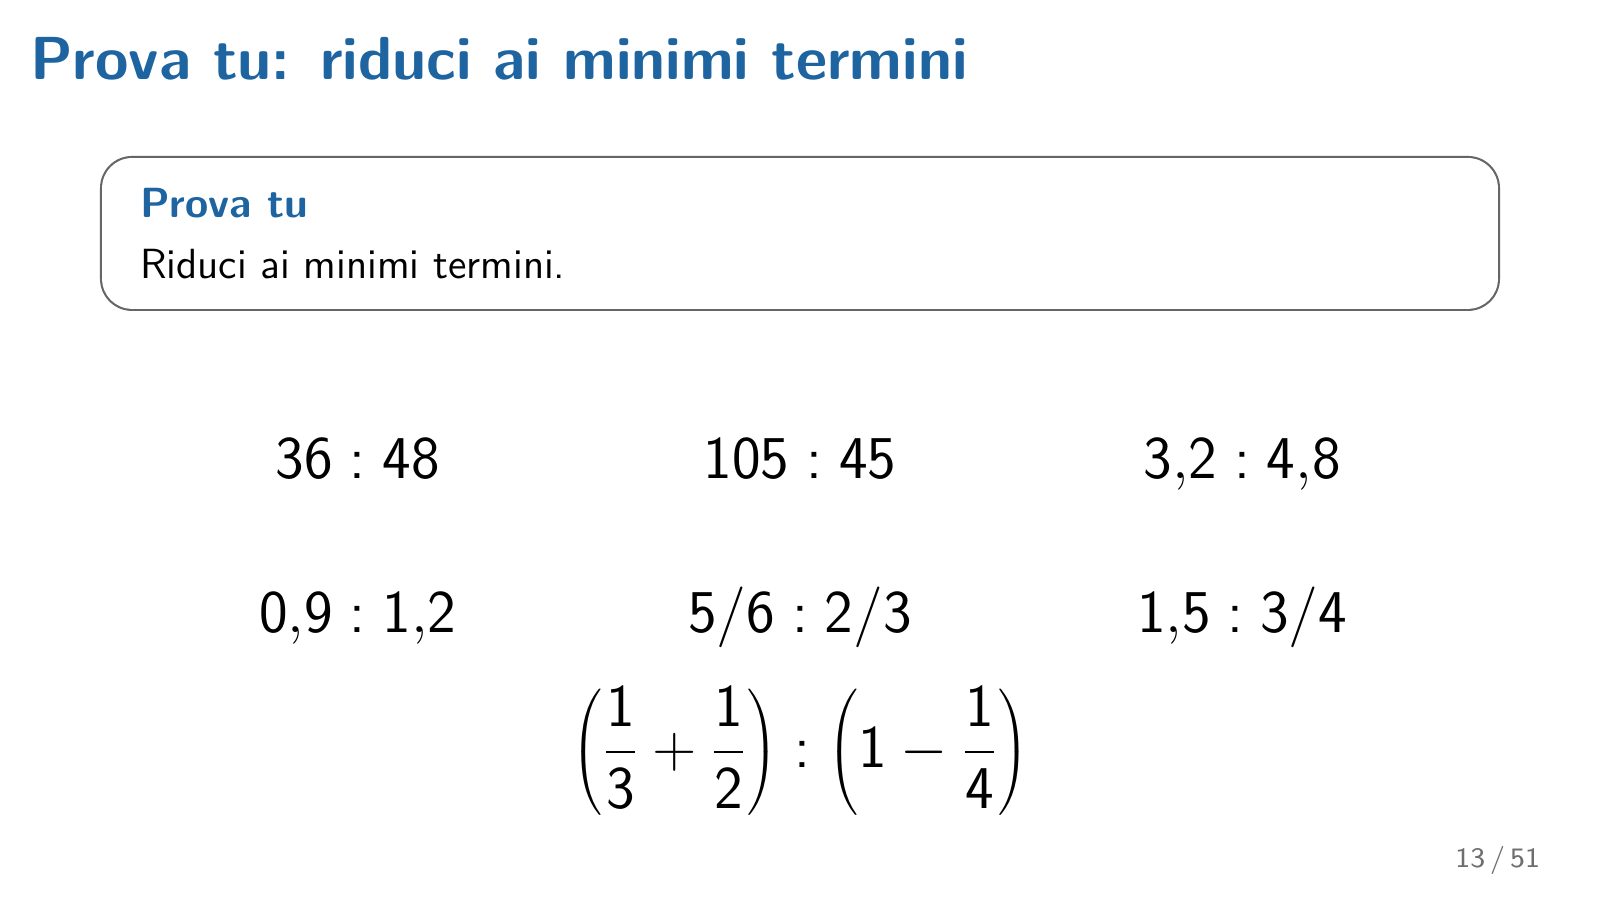 Prova tu: riduci ai minimi termini
Prova tu
Riduci ai minimi termini.
36 : 48
105 : 45
3,2 : 4,8
0,9 : 1,2
5/6 : 2/3
1,5 : 3/4
(1/3 + 1/2) : (1 − 1/4)
13 / 51